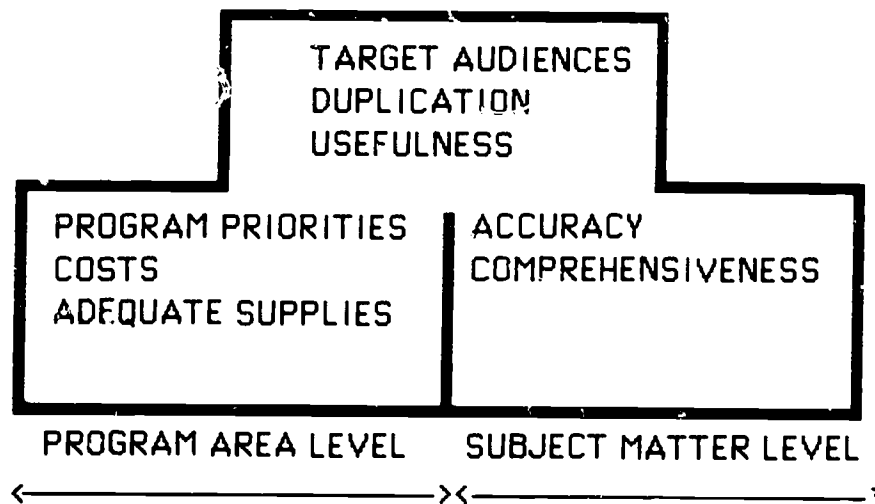 TARGET AUDIENCES
DUPLICATION
USEFULNESS
PROGRAM PRIORITIES
COSTS
ADEQUATE SUPPLIES
ACCURACY
COMPREHENSIVENESS
PROGRAM AREA LEVEL
SUBJECT MATTER LEVEL